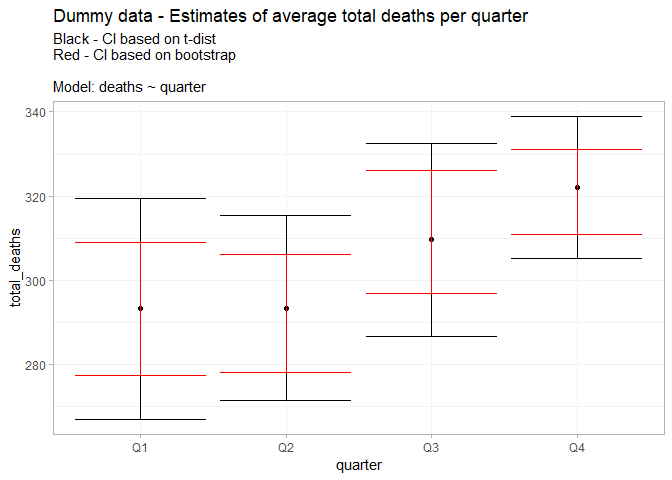 Dummy data - Estimates of average total deaths per quarter
Black - CI based on t-dist
Red - CI based on bootstrap
Model: deaths ~ quarter
340
320
300
280
total_deaths
Q1 Q2 Q3 Q4
quarter